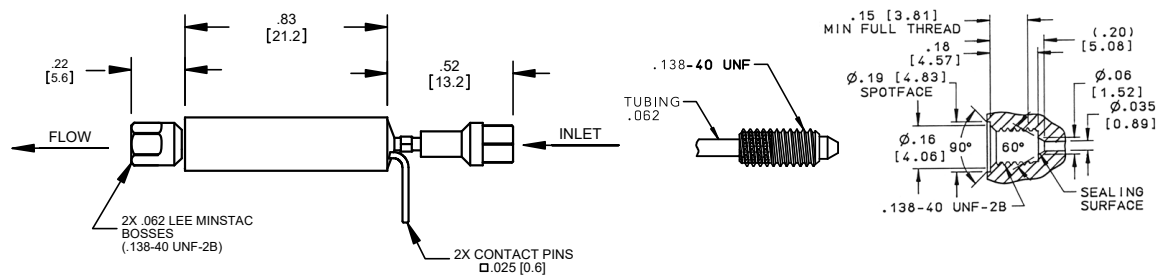 .83
[21.2]
.22
[5.6]
.52
[13.2]
FLOW
INLET
2X .062 LEE MINSTAC
BOSSES
(.138-40 UNF-2B)
2X CONTACT PINS
□.025 [0.6]
.138-40 UNF
TUBING
.062
.15 [3.81]
MIN FULL THREAD
(.20)
[5.08]
.18
[4.57]
Ø.19 [4.83]
SPOTFACE
Ø.06
[1.52]
Ø.035
[0.89]
Ø.16
[4.06]
90°
60°
.138-40 UNF-2B
SEALING
SURFACE